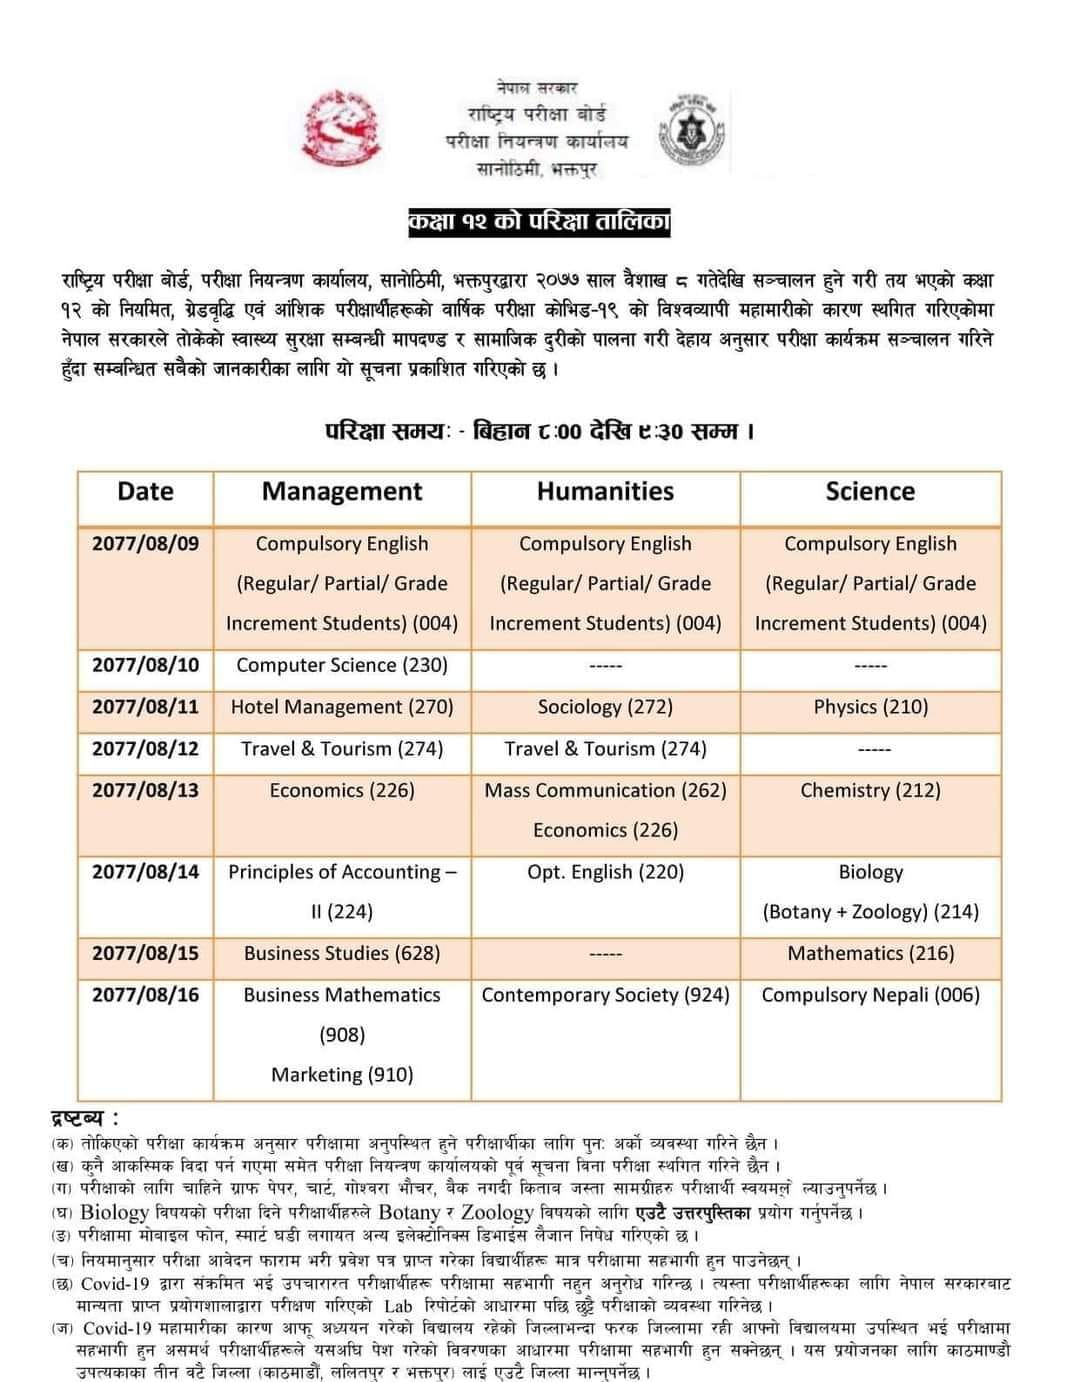 नेपाल सरकार
राष्ट्रिय परीक्षा बोर्ड
परीक्षा नियन्त्रण कार्यालय
सानोठिमी, भक्तपुर
कक्षा १२ को परिक्षा तालिका
राष्ट्रिय परीक्षा बोर्ड, परीक्षा नियन्त्रण कार्यालय, सानोठिमी, भक्तपुरद्वारा २०७७ साल वैशाख ८ गतेदेखि सञ्चालन हुने गरी तय भएको कक्षा
१२ को नियमित, ग्रेडवृद्धि एवं आंशिक परीक्षार्थीहरूको वार्षिक परीक्षा कोभिड-१९ को विश्वव्यापी महामारीको कारण स्थगित गरिएकोमा
नेपाल सरकारले तोकेको स्वास्थ्य सुरक्षा सम्बन्धी मापदण्ड र सामाजिक दुरीको पालना गरी देहाय अनुसार परीक्षा कार्यक्रम सञ्चालन गरिने
हुँदा सम्बन्धित सबैको जानकारीका लागि यो सूचना प्रकाशित गरिएको छ ।
परिक्षा समयः - बिहान ८:०० देखि ९:३० सम्म ।
Date Management Humanities Science
2077/08/09 Compulsory English Compulsory English Compulsory English
(Regular/ Partial/ Grade (Regular/ Partial/ Grade (Regular/ Partial/ Grade
Increment Students) (004) Increment Students) (004) Increment Students) (004)
2077/08/10 Computer Science (230) ----- -----
2077/08/11 Hotel Management (270) Sociology (272) Physics (210)
2077/08/12 Travel & Tourism (274) Travel & Tourism (274) -----
2077/08/13 Economics (226) Mass Communication (262) Chemistry (212)
Economics (226)
2077/08/14 Principles of Accounting – Opt. English (220) Biology
II (224) (Botany + Zoology) (214)
2077/08/15 Business Studies (628) ----- Mathematics (216)
2077/08/16 Business Mathematics Contemporary Society (924) Compulsory Nepali (006)
(908)
Marketing (910)
द्रष्टब्य :
(क) तोकिएको परीक्षा कार्यक्रम अनुसार परीक्षामा अनुपस्थित हुने परीक्षार्थीका लागि पुनः अर्को व्यवस्था गरिने छैन ।
(ख) कुनै आकस्मिक विदा पर्न गएमा समेत परीक्षा नियन्त्रण कार्यालयको पूर्व सूचना बिना परीक्षा स्थगित गरिने छैन ।
(ग) परीक्षाको लागि चाहिने ग्राफ पेपर, चार्ट, गोश्वरा भौचर, वैंक नगदी किताव जस्ता सामग्रीहरु परीक्षार्थी स्वयमले ल्याउनुपर्नेछ ।
(घ) Biology विषयको परीक्षा दिने परीक्षार्थीहरुले Botany र Zoology विषयको लागि एउटै उत्तरपुस्तिका प्रयोग गर्नुपर्नेछ ।
(ङ) परीक्षामा मोबाइल फोन, स्मार्ट घडी लगायत अन्य इलेक्टोनिक्स डिभाईस लैजान निषेध गरिएको छ ।
(च) नियमानुसार परीक्षा आवेदन फाराम भरी प्रवेश पत्र प्राप्त गरेका विद्यार्थीहरू मात्र परीक्षामा सहभागी हुन पाउनेछन् ।
(छ) Covid-19 द्वारा संक्रमित भई उपचाररत परीक्षार्थीहरू परीक्षामा सहभागी नहुन अनुरोध गरिन्छ । त्यस्ता परीक्षार्थीहरूका लागि नेपाल सरकारबाट
मान्यता प्राप्त प्रयोगशालाद्वारा परीक्षण गरिएको Lab रिपोर्टको आधारमा पछि छुट्टै परीक्षाको व्यवस्था गरिनेछ ।
(ज) Covid-19 महामारीका कारण आफू अध्ययन गरेको विद्यालय रहेको जिल्लाभन्दा फरक जिल्लामा रही आफ्नो विद्यालयमा उपस्थित भई परीक्षामा
सहभागी हुन असमर्थ परीक्षार्थीहरूले यसअघि पेश गरेको विवरणका आधारमा परीक्षामा सहभागी हुन सक्नेछन् । यस प्रयोजनका लागि काठमाण्डौ
उपत्यकाका तीन वटै जिल्ला (काठमाडौं, ललितपुर र भक्तपुर) लाई एउटै जिल्ला मान्नुपर्नेछ ।